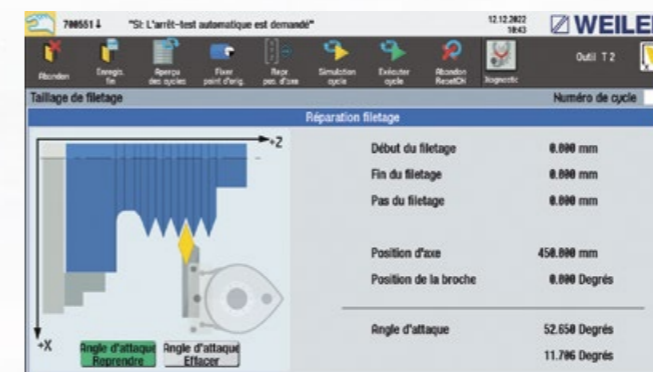 700551↓ "SI: L'arrêt-test automatique est demandé" 12.12.2022 18:43 WEILER
Abandon
Enregis. fin
Aperçu des cycles
Fixer point d'orig.
Repr. pos. d'axe
Simulation cycle
Exécuter cycle
Abandon ResetCN
Diagnostic
Outil T 2
Taillage de filetage Numéro de cycle
Réparation filetage
+Z
Début du filetage 0.000 mm
Fin du filetage 0.000 mm
Pas du filetage 0.000 mm
Position d'axe 450.000 mm
Position de la broche 0.000 Degrés
Angle d'attaque 52.650 Degrés
11.706 Degrés
+X
Angle d'attaque Reprendre
Angle d'attaque Effacer